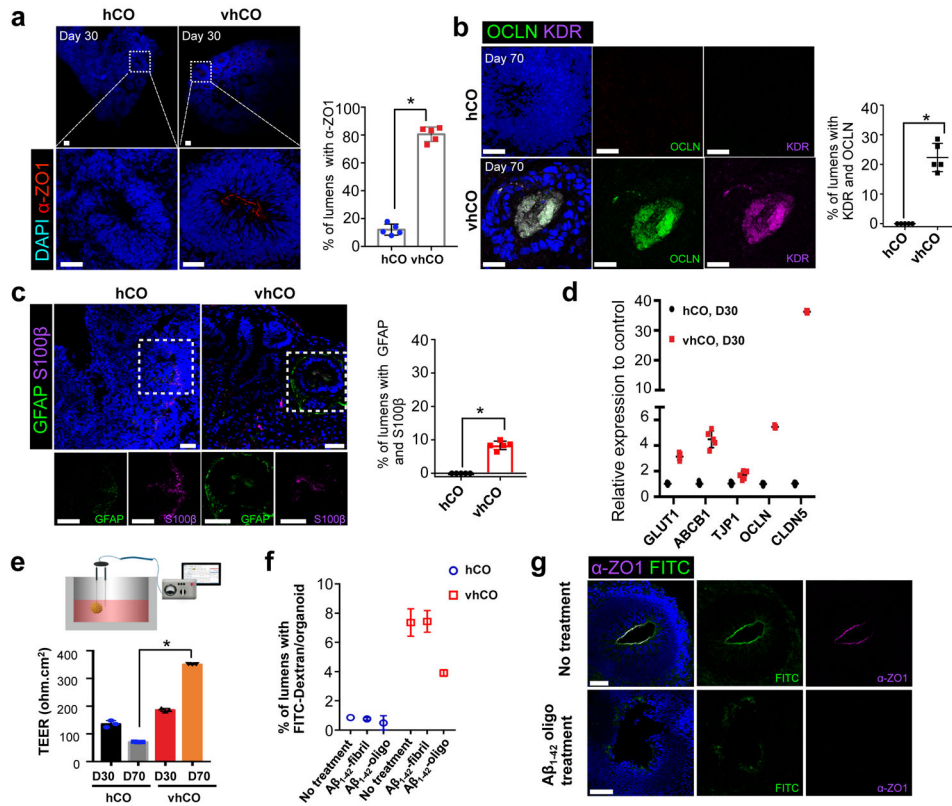 a
hCO
vhCO
Day 30
Day 30
DAPI α-ZO1
% of lumens with α-ZO1
100
80
60
40
20
0
hCO vhCO
*
b
OCLN KDR
hCO
Day 70
OCLN
KDR
vhCO
Day 70
OCLN
KDR
% of lumens with
KDR and OCLN
40
30
20
10
0
hCO
vhCO
*
c
hCO
vhCO
GFAP S100β
GFAP
S100β
GFAP
S100β
% of lumens with GFAP
and S100β
30
20
10
0
hCO
vhCO
*
d
Relative expression to control
40
36
32
6
4
2
0
hCO, D30
vhCO, D30
GLUT1
ABCB1
TJP1
OCLN
CLDN5
e
TEER (ohm.cm²)
400
300
200
100
0
*
D30 D70 D30 D70
hCO
vhCO
f
% of lumens with
FITC-Dextran/organoid
10
8
6
4
2
0
hCO
vhCO
No treatment
Aβ1-42-fibril
Aβ1-42-oligo
No treatment
Aβ1-42-fibril
Aβ1-42-oligo
g
α-ZO1 FITC
No treatment
FITC
α-ZO1
Aβ1-42 oligo
treatment
FITC
α-ZO1